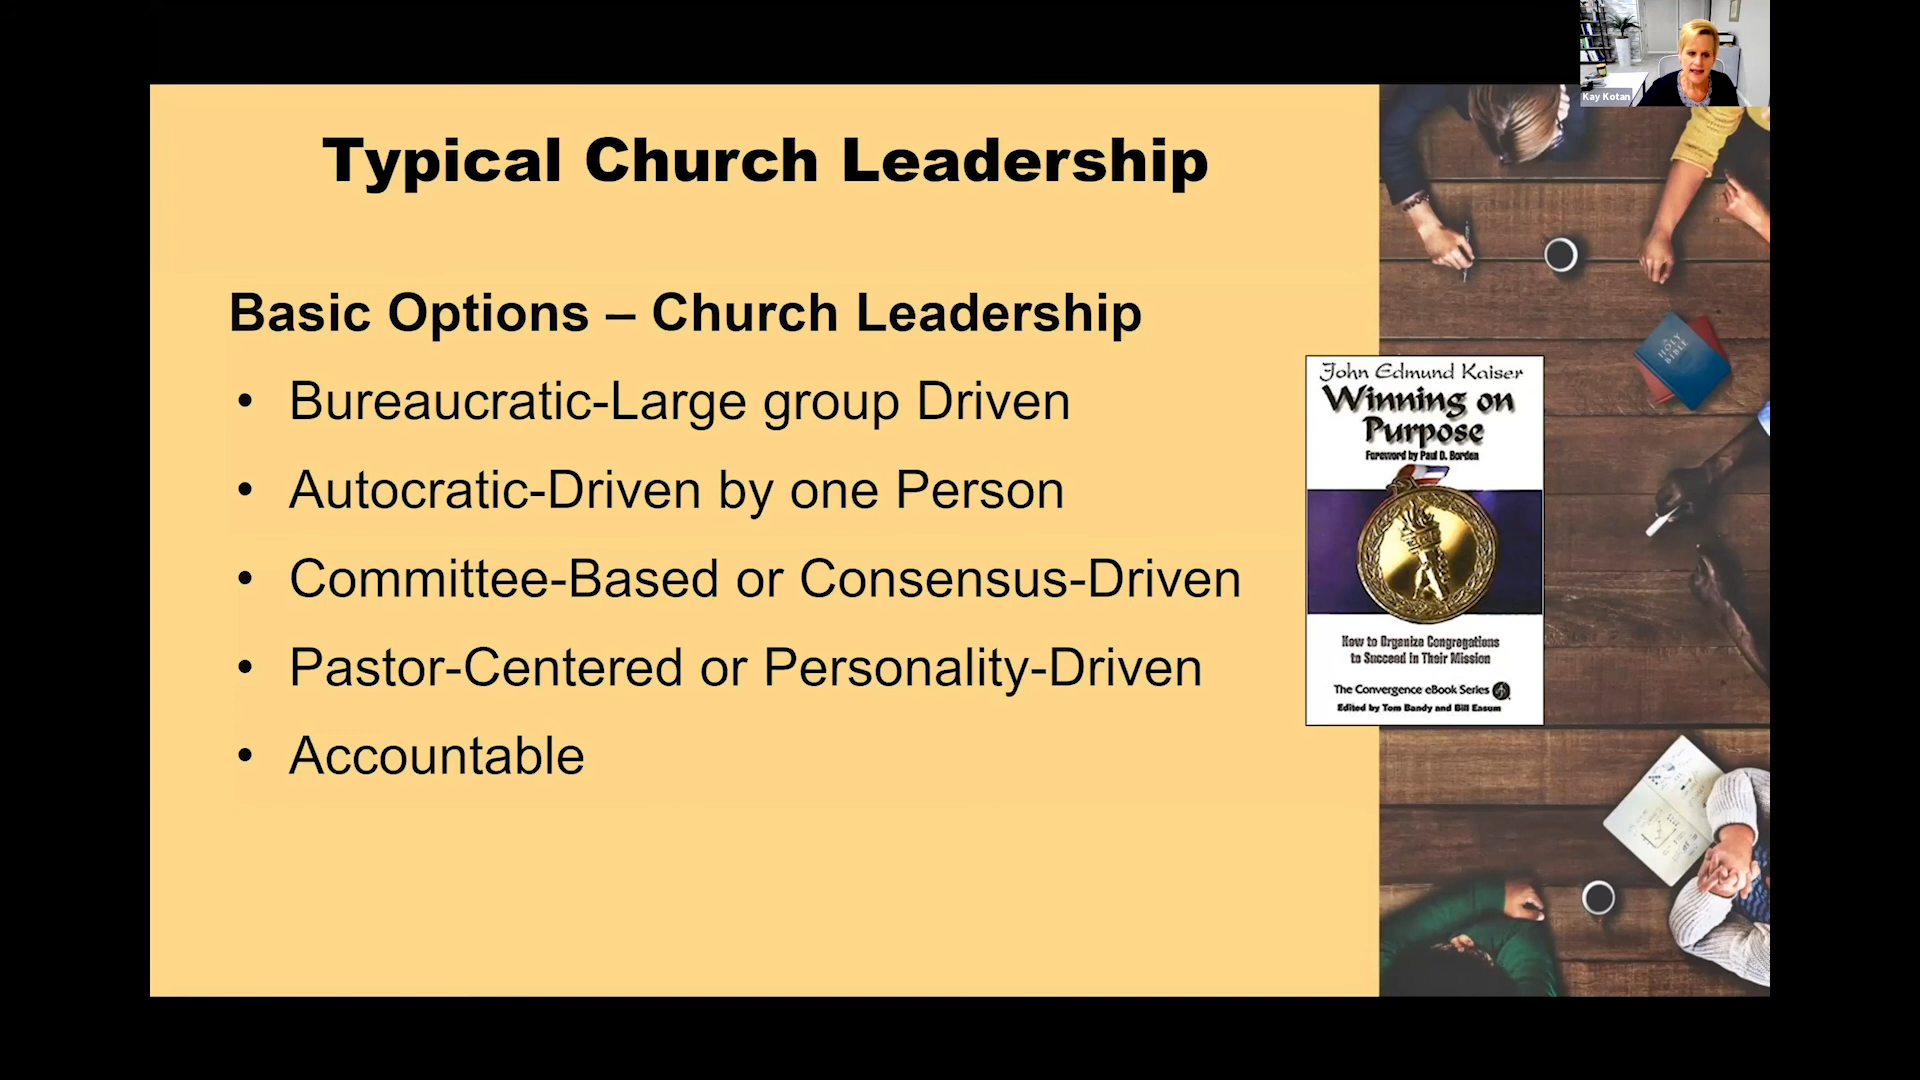 Kay Kotan
Typical Church Leadership
Basic Options – Church Leadership
• Bureaucratic-Large group Driven
• Autocratic-Driven by one Person
• Committee-Based or Consensus-Driven
• Pastor-Centered or Personality-Driven
• Accountable
John Edmund Kaiser
Winning on
Purpose
Foreword by Paul D. Borden
How to Organize Congregations
to Succeed in Their Mission
The Convergence eBook Series
Edited by Tom Bandy and Bill Easum
HOLY
BIBLE